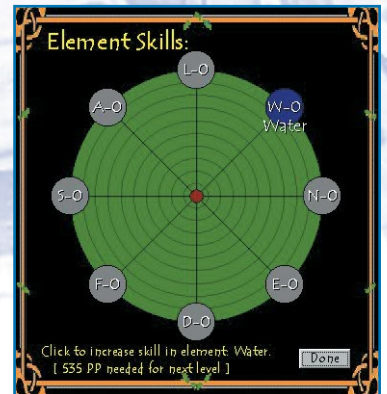 Element Skills:
L-0
A-0
W-0
Water
S-0
N-0
F-0
E-0
D-0
Click to increase skill in element: Water.
[ 535 PP needed for next level ]
Done